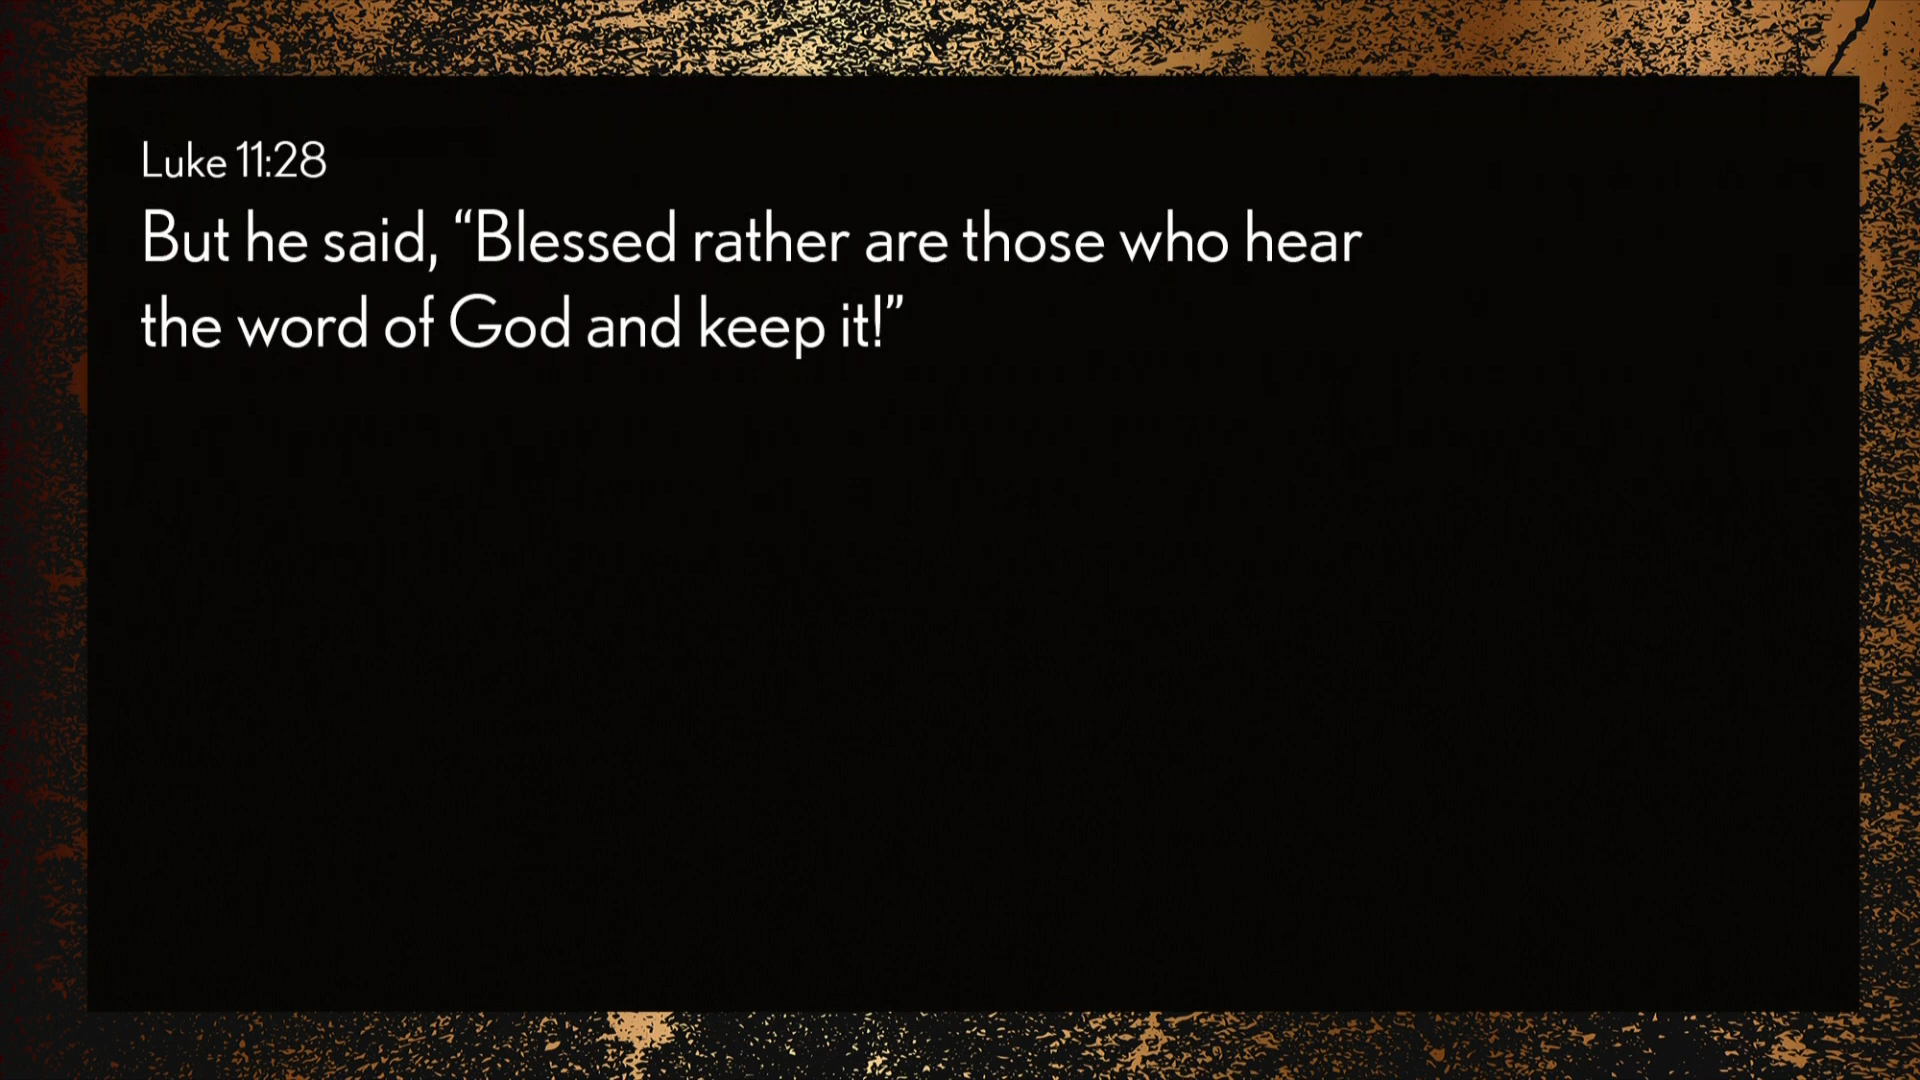 Luke 11:28
But he said, “Blessed rather are those who hear
the word of God and keep it!”